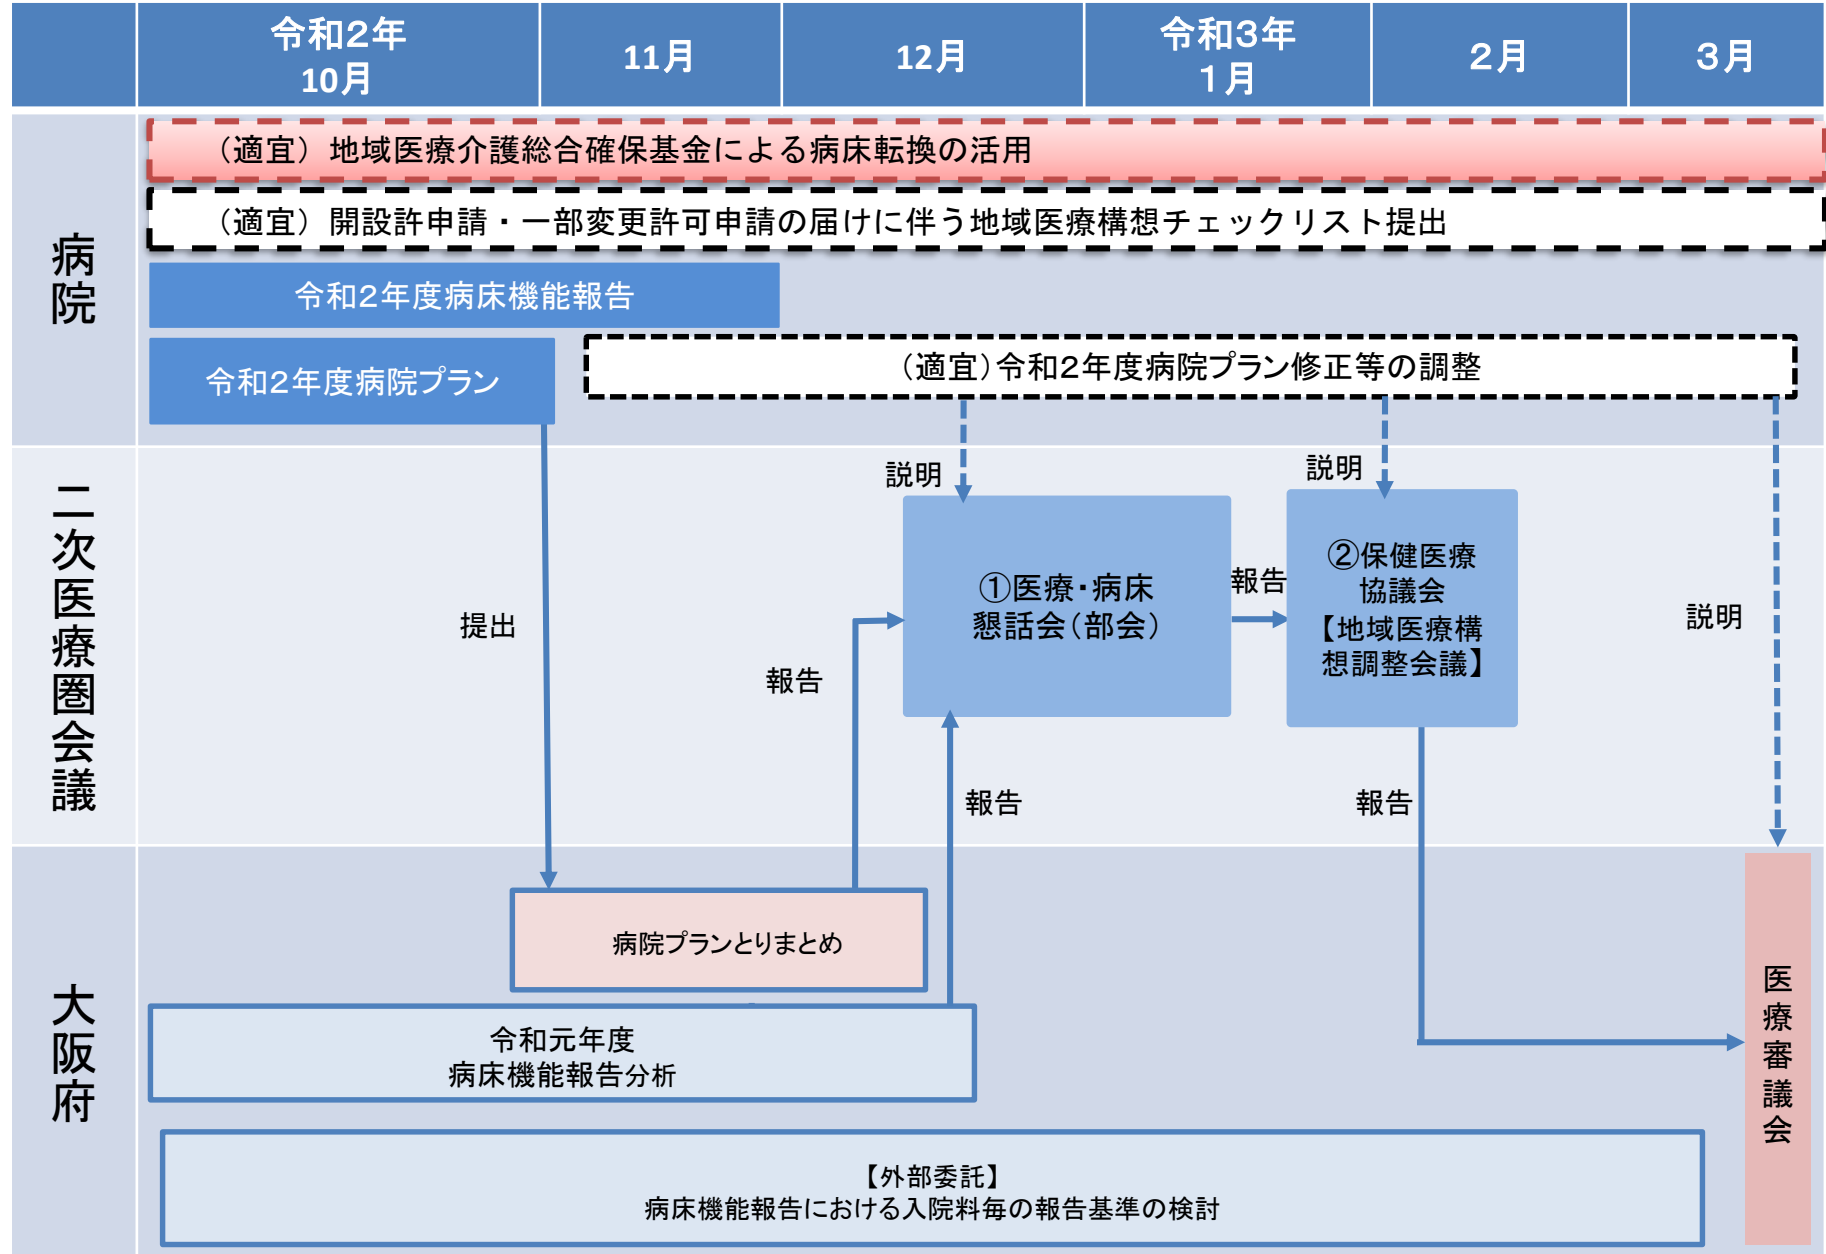 令和２年
10月
11月
12月
令和３年
１月
２月
３月
病院
（適宜）地域医療介護総合確保基金による病床転換の活用
（適宜）開設許申請・一部変更許可申請の届けに伴う地域医療構想チェックリスト提出
令和２年度病床機能報告
令和２年度病院プラン
（適宜）令和２年度病院プラン修正等の調整
二次医療圏会議
説明
説明
説明
提出
報告
①医療・病床
懇話会（部会）
報告
②保健医療
協議会
【地域医療構
想調整会議】
報告
報告
大阪府
病院プランとりまとめ
令和元年度
病床機能報告分析
【外部委託】
病床機能報告における入院料毎の報告基準の検討
医療審議会